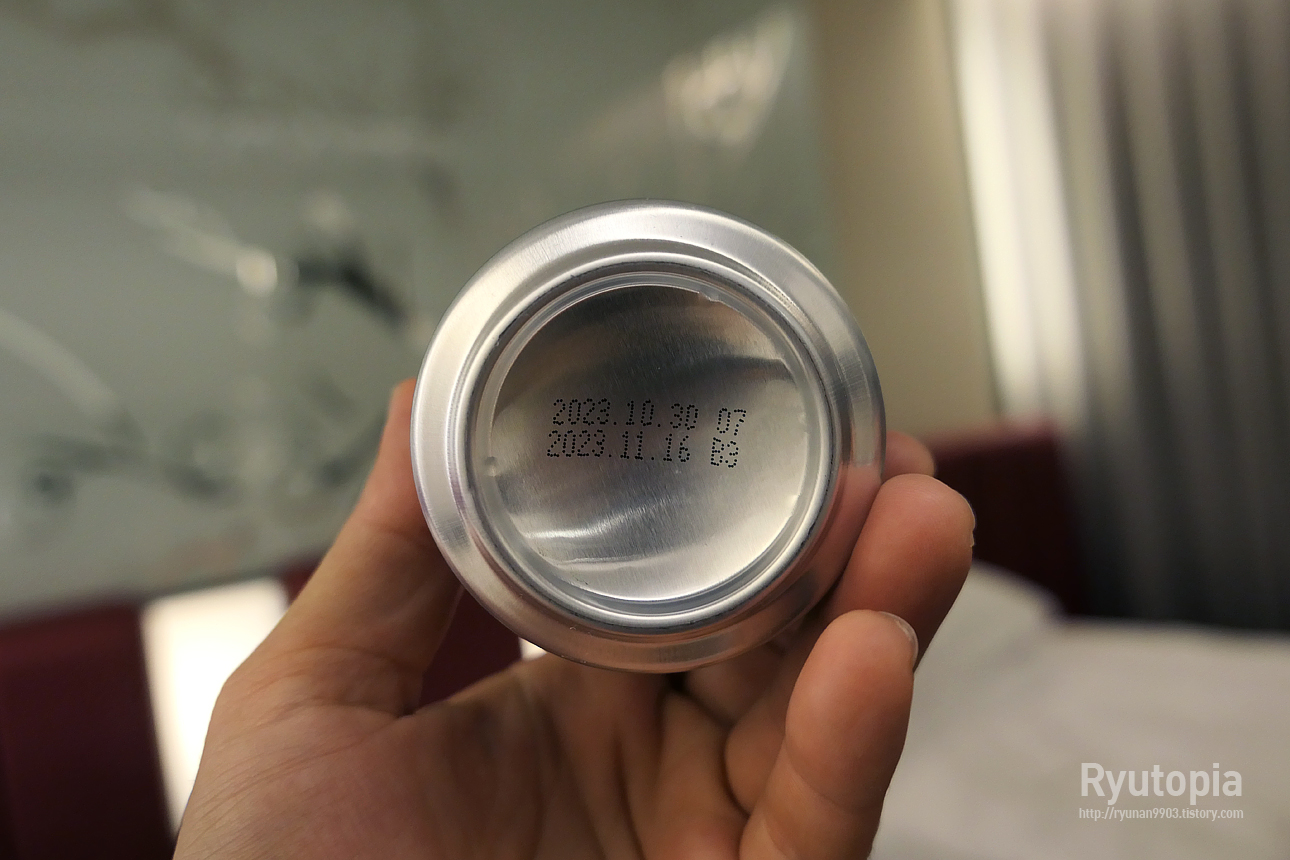 2023.10.30 07
2023.11.16 B3
Ryutopia
http://ryunan9903.tistory.com